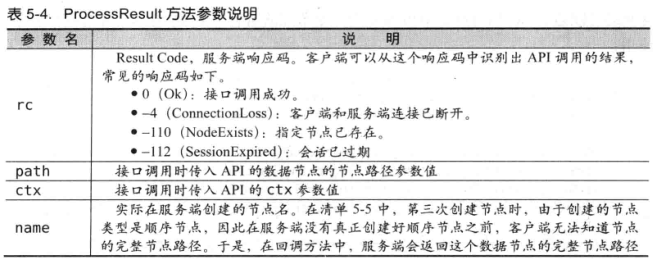 表 5-4. ProcessResult 方法参数说明
参 数 名 说 明
rc
Result Code, 服务端响应码。客户端可以从这个响应码中识别出 API 调用的结果,
常见的响应码如下。
● 0 (Ok): 接口调用成功。
● –4 (ConnectionLoss): 客户端和服务端连接已断开。
● –110 (NodeExists): 指定节点已存在。
● –112 (SessionExpired): 会话已过期
path 接口调用时传入 API 的数据节点的节点路径参数值
ctx 接口调用时传入 API 的 ctx 参数值
name
实际在服务端创建的节点名。在清单 5-5 中, 第三次创建节点时, 由于创建的节点
类型是顺序节点, 因此在服务端没有真正创建好顺序节点之前, 客户端无法知道节点
的完整节点路径。于是, 在回调方法中, 服务端会返回这个数据节点的完整节点路径